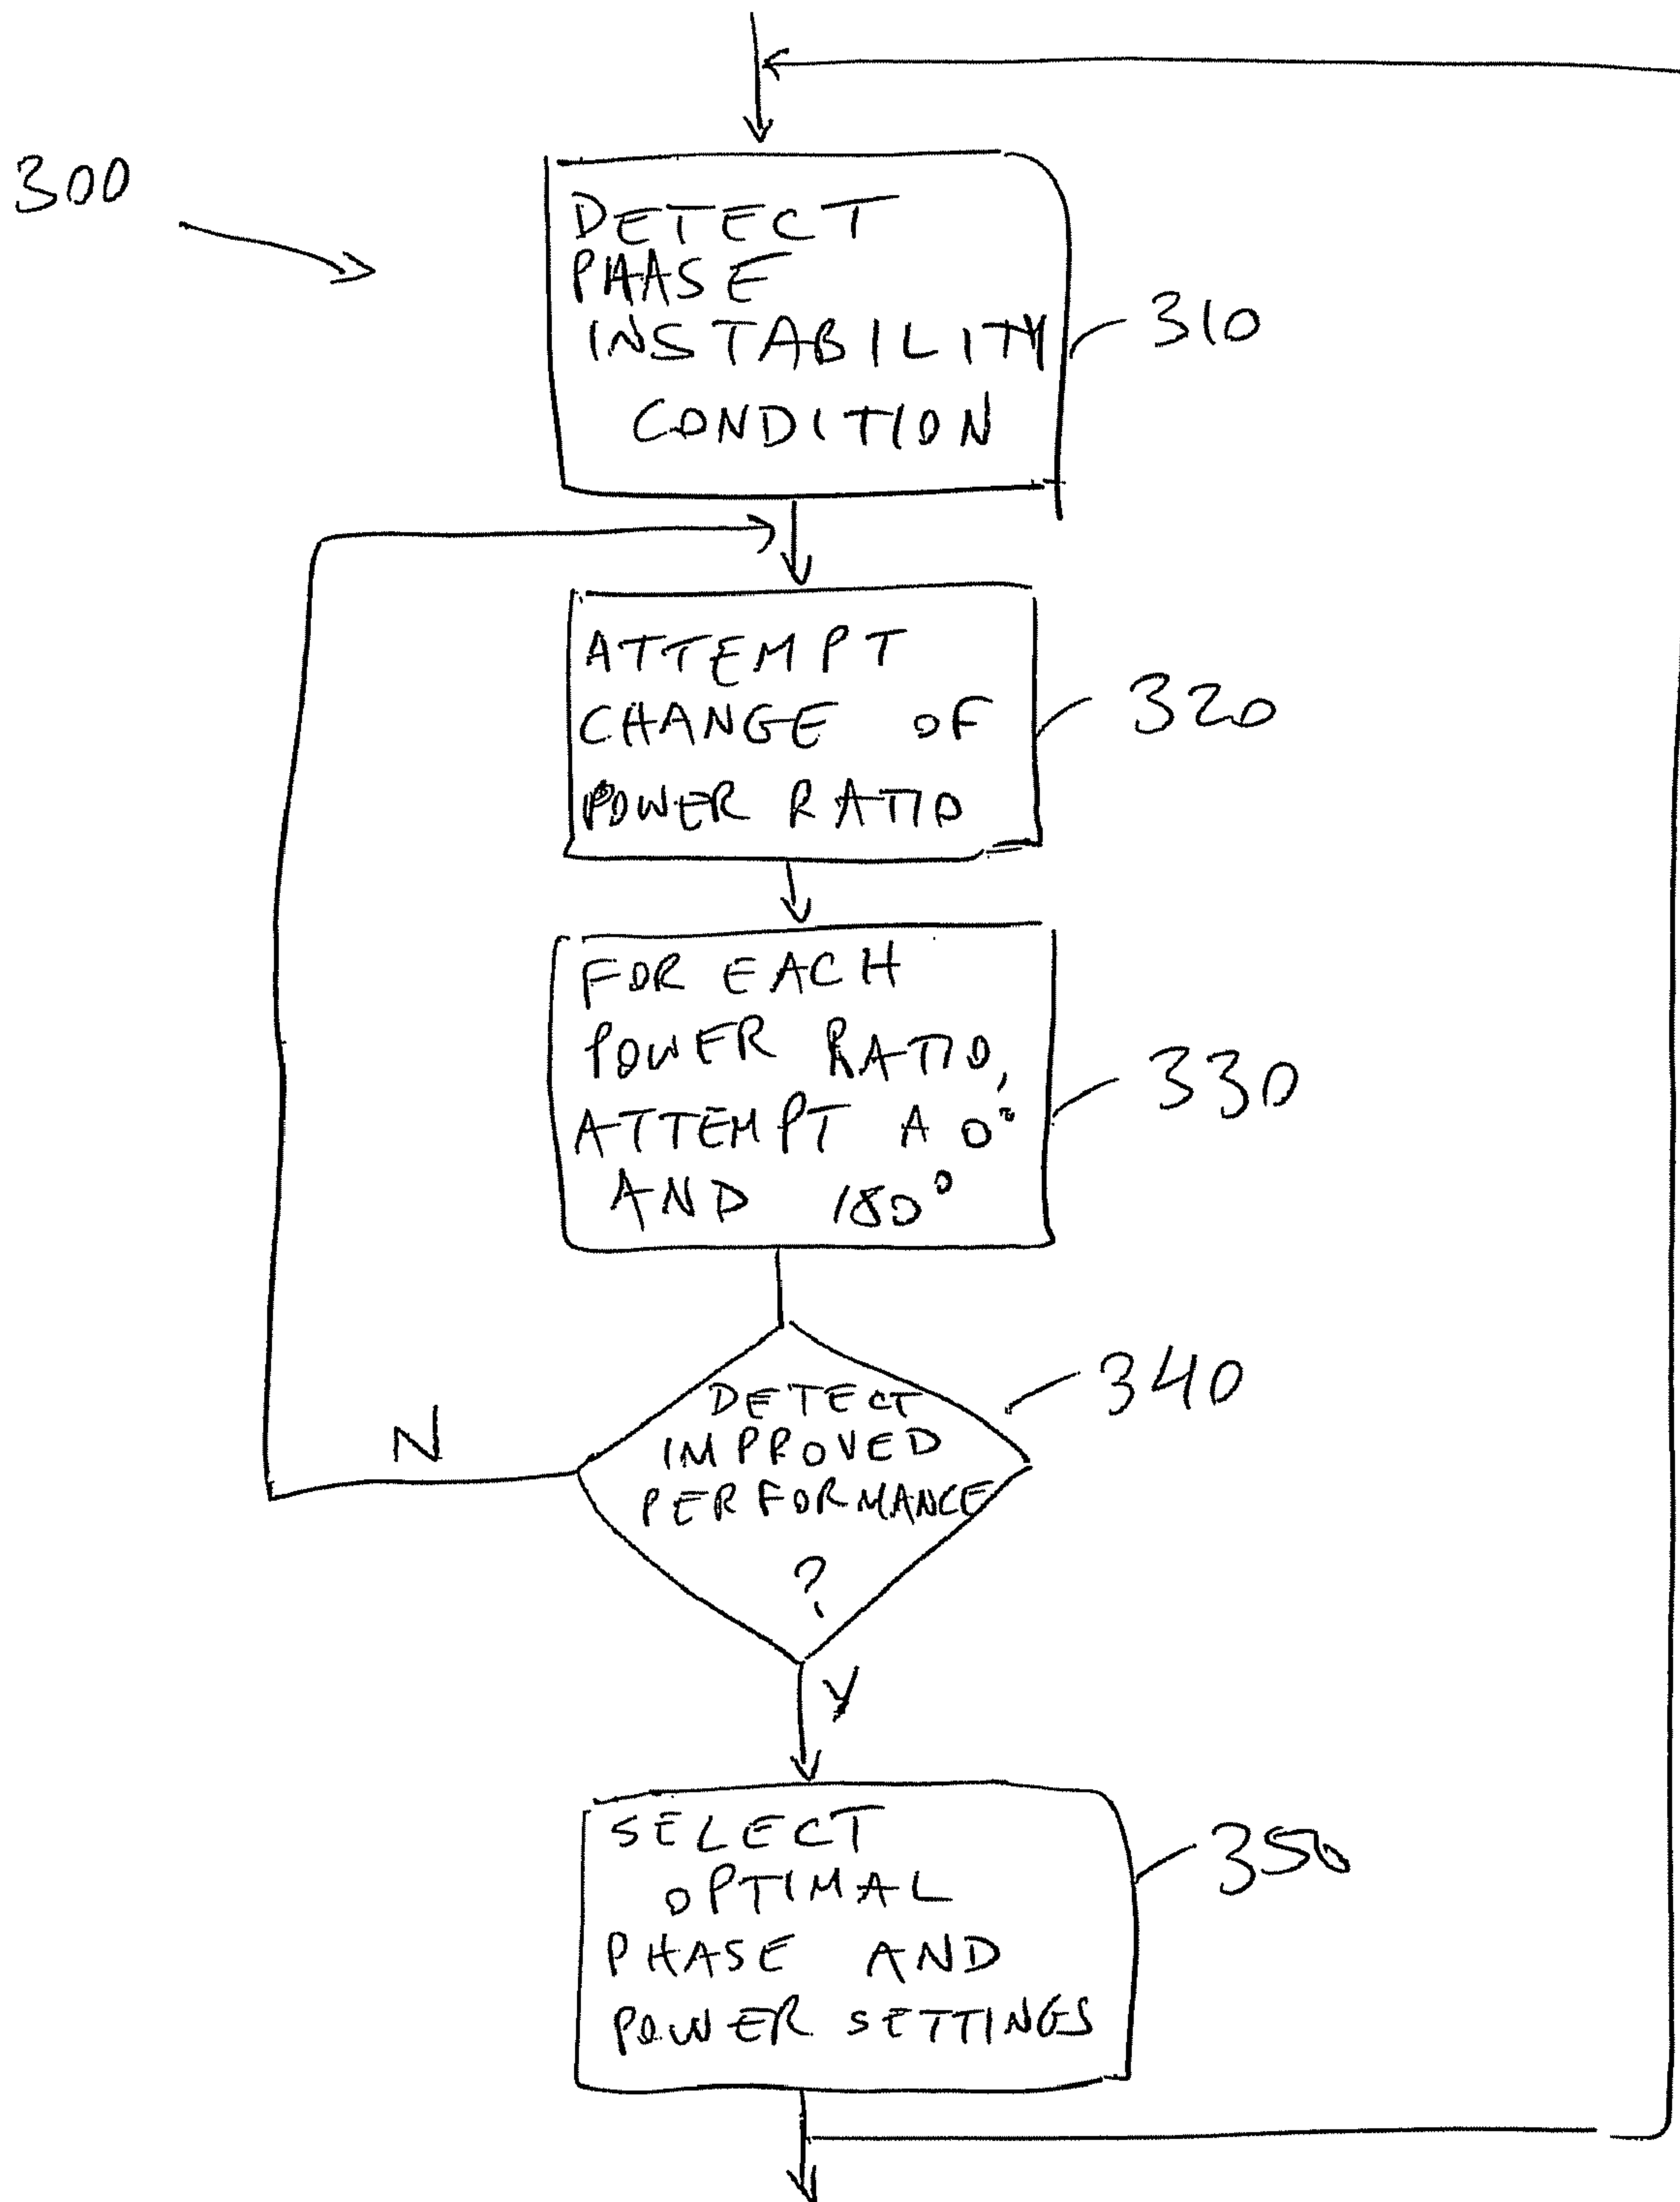 300
DETECT
PHASE
INSTABILITY
CONDITION
310
ATTEMPT
CHANGE OF
POWER RATIO
320
FOR EACH
POWER RATIO,
ATTEMPT A 0°
AND 180°
330
DETECT
IMPROVED
PERFORMANCE
?
340
N
Y
SELECT
OPTIMAL
PHASE AND
POWER SETTINGS
350